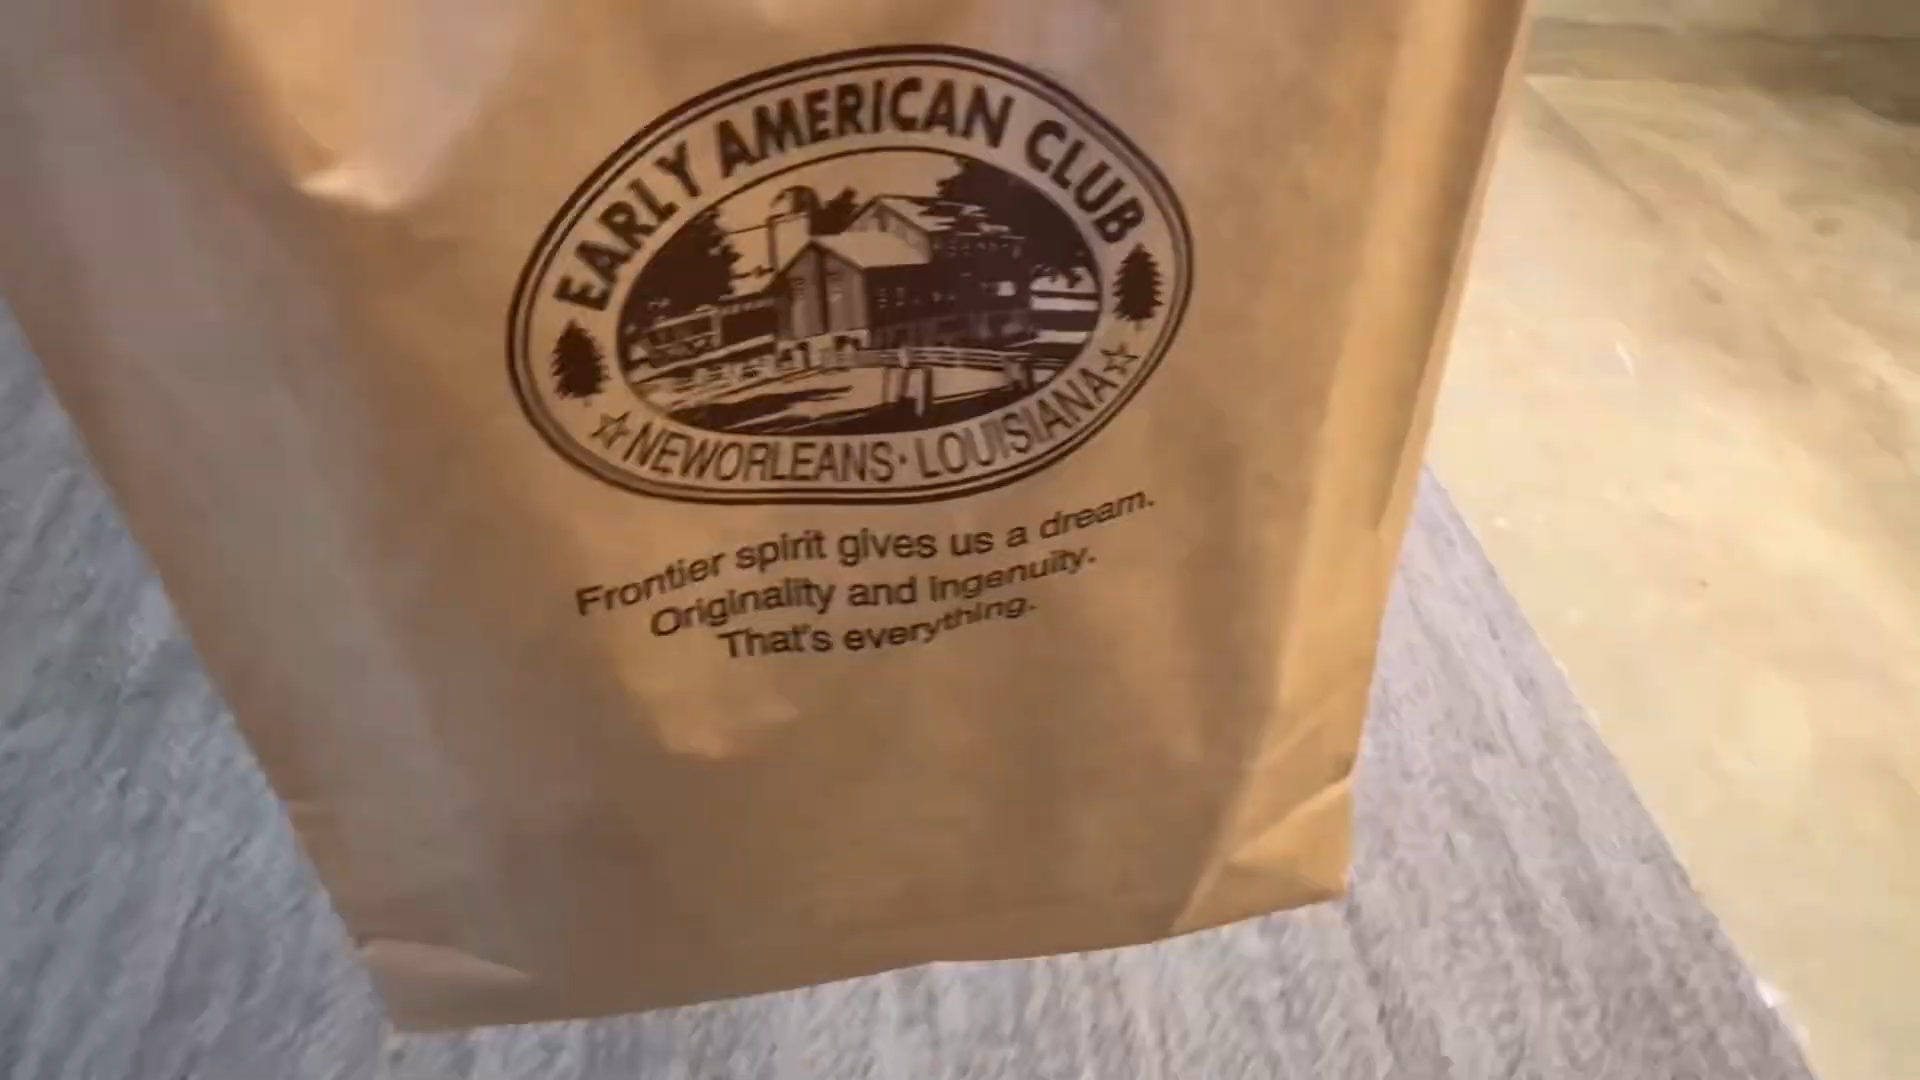 EARLY AMERICAN CLUB
NEWORLEANS· LOUISIANA
Frontier spirit gives us a dream.
Originality and ingenuity.
That's everything.